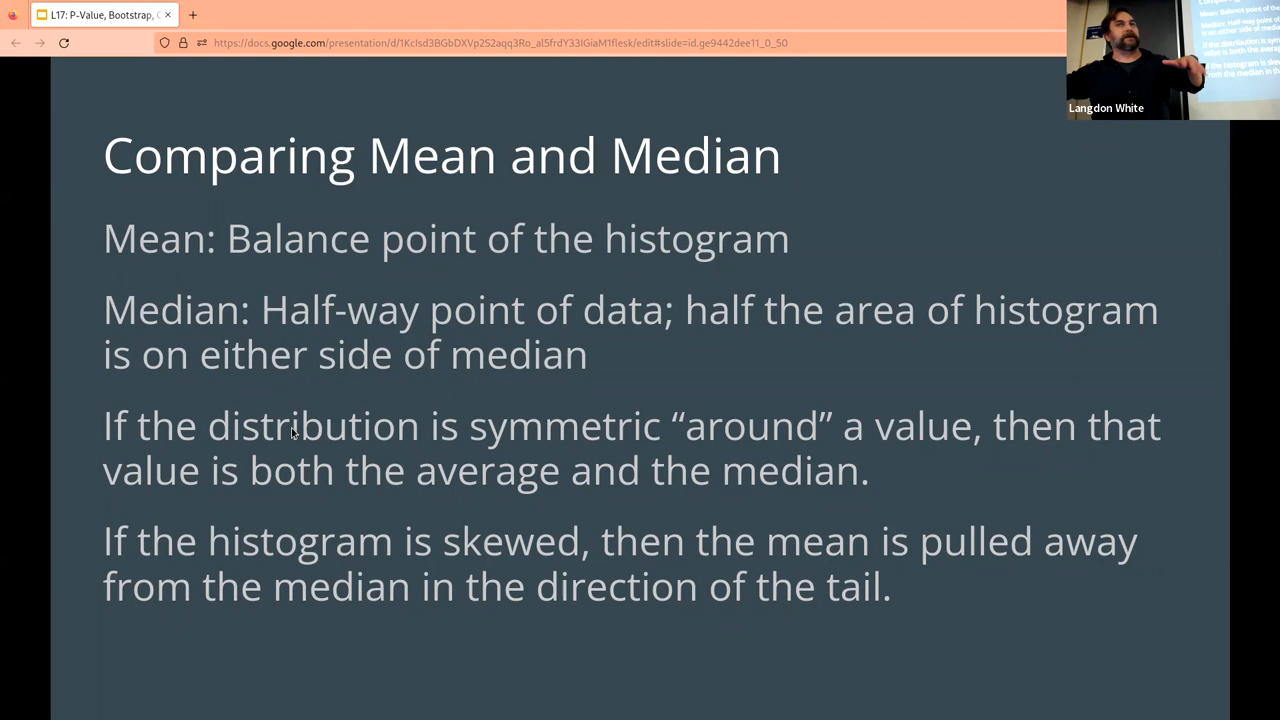 L17: P-Value, Bootstrap, C
https://docs.google.com/presentation/d/1KcIsd3BGbDXVp2S2aqq3Ro_al5frdY33IGiaM1flesk/edit#slide=id.ge9442dee11_0_50
Langdon White
Comparing Mean and Median
Mean: Balance point of the histogram
Median: Half-way point of data; half the area of histogram
is on either side of median
If the distribution is symmetric “around” a value, then that
value is both the average and the median.
If the histogram is skewed, then the mean is pulled away
from the median in the direction of the tail.